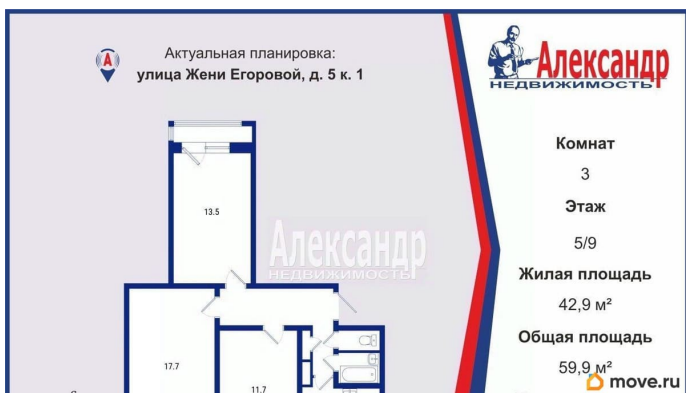 Актуальная планировка:
улица Жени Егоровой, д. 5 к. 1
Александр
НЕДВИЖИМОСТЬ
Комнат
3
Этаж
5/9
Жилая площадь
42,9 м²
Общая площадь
59,9 м²
13.5
Александр
НЕДВИЖИМОСТЬ
17.7
11.7
move.ru